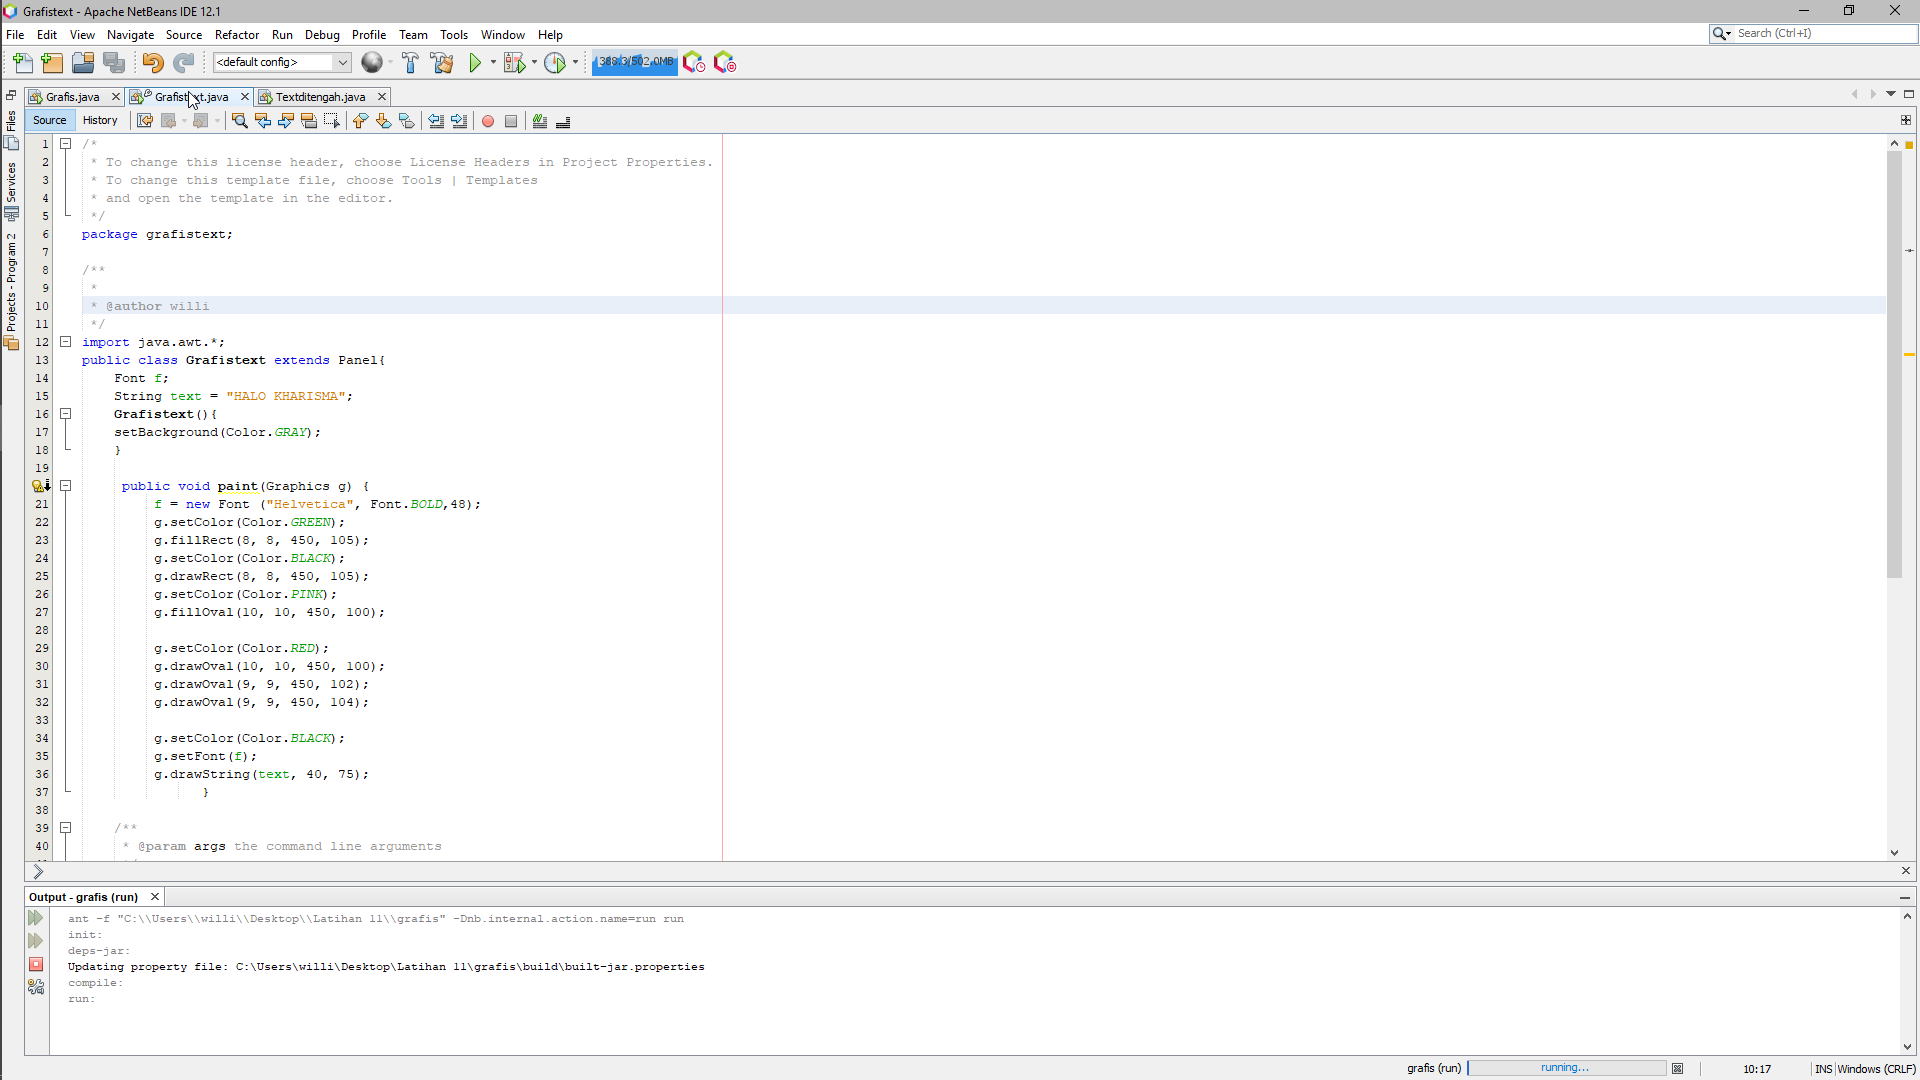 Grafistext - Apache NetBeans IDE 12.1
File Edit View Navigate Source Refactor Run Debug Profile Team Tools Window Help
Search (Ctrl+I)
<default config>
388.3/502.0MB
Grafis.java
Grafistext.java
Textditengah.java
Files
Services
Projects - Program 2
Source History
1 /*
2 * To change this license header, choose License Headers in Project Properties.
3 * To change this template file, choose Tools | Templates
4 * and open the template in the editor.
5 */
6 package grafistext;
7
8 /**
9 *
10 * @author willi
11 */
12 import java.awt.*;
13 public class Grafistext extends Panel{
14 Font f;
15 String text = "HALO KHARISMA";
16 Grafistext(){
17 setBackground(Color.GRAY);
18 }
19
public void paint(Graphics g) {
21 f = new Font ("Helvetica", Font.BOLD,48);
22 g.setColor(Color.GREEN);
23 g.fillRect(8, 8, 450, 105);
24 g.setColor(Color.BLACK);
25 g.drawRect(8, 8, 450, 105);
26 g.setColor(Color.PINK);
27 g.fillOval(10, 10, 450, 100);
28
29 g.setColor(Color.RED);
30 g.drawOval(10, 10, 450, 100);
31 g.drawOval(9, 9, 450, 102);
32 g.drawOval(9, 9, 450, 104);
33
34 g.setColor(Color.BLACK);
35 g.setFont(f);
36 g.drawString(text, 40, 75);
37 }
38
39 /**
40 * @param args the command line arguments
Output - grafis (run)
ant -f "C:\\Users\\willi\\Desktop\\Latihan 11\\grafis" -Dnb.internal.action.name=run run
init:
deps-jar:
Updating property file: C:\Users\willi\Desktop\Latihan 11\grafis\build\built-jar.properties
compile:
run:
grafis (run)
running...
10:17
INS
Windows (CRLF)